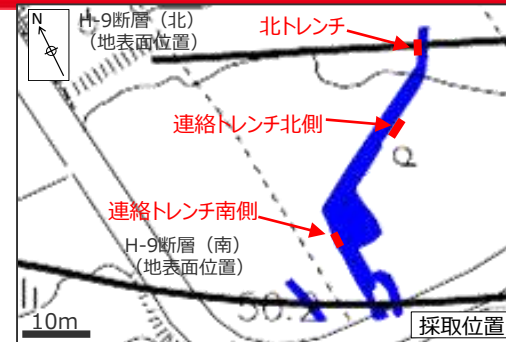 N
H-9断層（北）
（地表面位置）
北トレンチ
連絡トレンチ北側
連絡トレンチ南側
H-9断層（南）
（地表面位置）
50.2
10m
採取位置